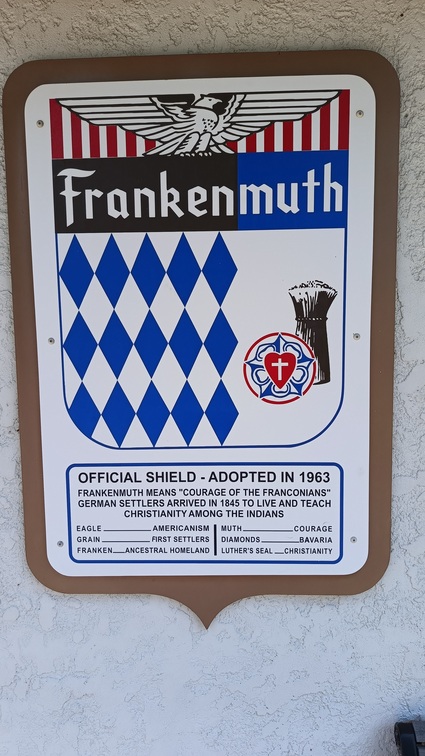 Frankenmuth
OFFICIAL SHIELD - ADOPTED IN 1963
FRANKENMUTH MEANS "COURAGE OF THE FRANCONIANS"
GERMAN SETTLERS ARRIVED IN 1845 TO LIVE AND TEACH
CHRISTIANITY AMONG THE INDIANS
EAGLE AMERICANISM
GRAIN FIRST SETTLERS
FRANKEN ANCESTRAL HOMELAND
MUTH COURAGE
DIAMONDS BAVARIA
LUTHER'S SEAL CHRISTIANITY